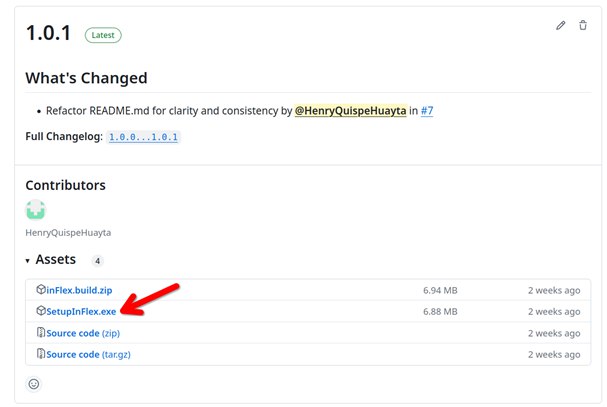 1.0.1 Latest
What's Changed
• Refactor README.md for clarity and consistency by @HenryQuispeHuayta in #7
Full Changelog: 1.0.0...1.0.1
Contributors
HenryQuispeHuayta
Assets 4
inFlex.build.zip 6.94 MB 2 weeks ago
SetupInFlex.exe 6.88 MB 2 weeks ago
Source code (zip) 2 weeks ago
Source code (tar.gz) 2 weeks ago